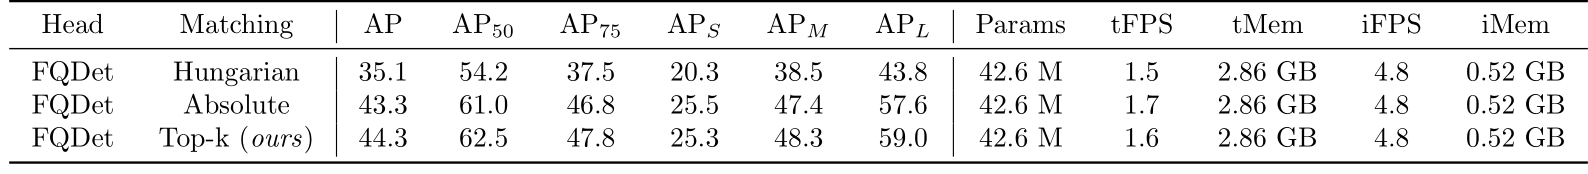 Head Matching AP AP50 AP75 APS APM APL Params tFPS tMem iFPS iMem
FQDet Hungarian 35.1 54.2 37.5 20.3 38.5 43.8 42.6 M 1.5 2.86 GB 4.8 0.52 GB
FQDet Absolute 43.3 61.0 46.8 25.5 47.4 57.6 42.6 M 1.7 2.86 GB 4.8 0.52 GB
FQDet Top-k (ours) 44.3 62.5 47.8 25.3 48.3 59.0 42.6 M 1.6 2.86 GB 4.8 0.52 GB